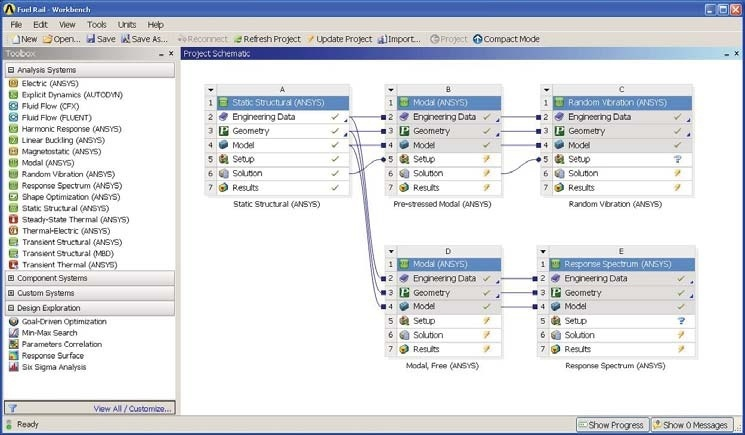 Fuel Rail - Workbench
File Edit View Tools Units Help
New Open... Save Save As... Reconnect Refresh Project Update Project Import... Project Compact Mode
Toolbox
Analysis Systems
Electric (ANSYS)
Explicit Dynamics (AUTODYN)
Fluid Flow (CFX)
Fluid Flow (FLUENT)
Harmonic Response (ANSYS)
Linear Buckling (ANSYS)
Magnetostatic (ANSYS)
Modal (ANSYS)
Random Vibration (ANSYS)
Response Spectrum (ANSYS)
Shape Optimization (ANSYS)
Static Structural (ANSYS)
Steady-State Thermal (ANSYS)
Thermal-Electric (ANSYS)
Transient Structural (ANSYS)
Transient Structural (MBD)
Transient Thermal (ANSYS)
Component Systems
Custom Systems
Design Exploration
Goal-Driven Optimization
Min-Max Search
Parameters Correlation
Response Surface
Six Sigma Analysis
View All / Customize...
Project Schematic
A
1 Static Structural (ANSYS)
2 Engineering Data
3 Geometry
4 Model
5 Setup
6 Solution
7 Results
Static Structural (ANSYS)
B
1 Modal (ANSYS)
2 Engineering Data
3 Geometry
4 Model
5 Setup
6 Solution
7 Results
Pre-stressed Modal (ANSYS)
C
1 Random Vibration (ANSYS)
2 Engineering Data
3 Geometry
4 Model
5 Setup
6 Solution
7 Results
Random Vibration (ANSYS)
D
1 Modal (ANSYS)
2 Engineering Data
3 Geometry
4 Model
5 Setup
6 Solution
7 Results
Modal, Free (ANSYS)
E
1 Response Spectrum (ANSYS)
2 Engineering Data
3 Geometry
4 Model
5 Setup
6 Solution
7 Results
Response Spectrum (ANSYS)
Ready
Show Progress Show 0 Messages